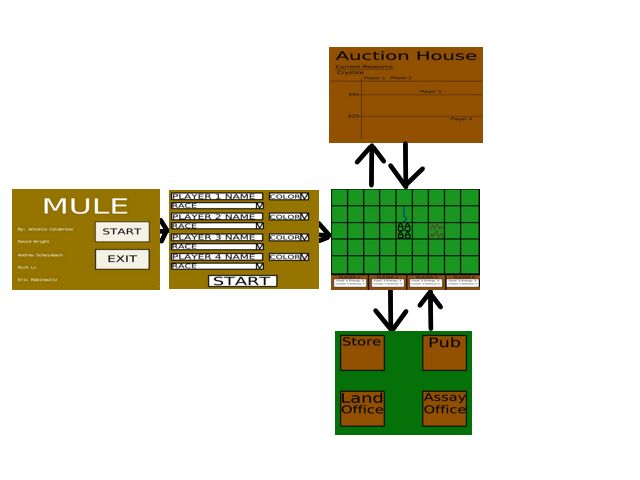 Auction House
Current Resource
Crystite
Player 1 Player 2
Player 3
Player 4
MULE
By: Antonio Calabrese
David Wright
Andrew Scheinbach
Rich Li
Eric Rabinowitz
START
EXIT
PLAYER 1 NAME COLOR
RACE
PLAYER 2 NAME COLOR
RACE
PLAYER 3 NAME COLOR
RACE
PLAYER 4 NAME COLOR
RACE
START
Store
Pub
Land
Office
Assay
Office